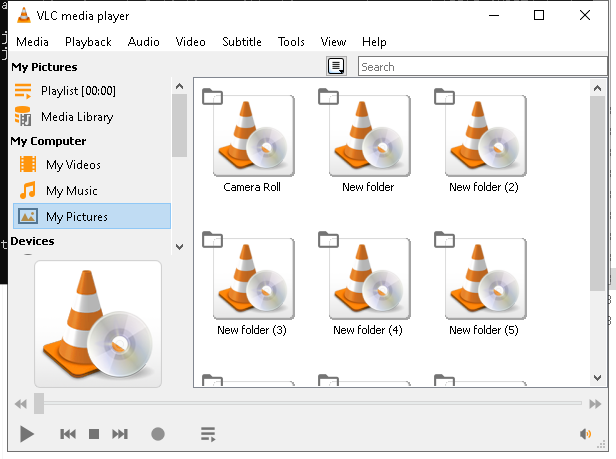 VLC media player
Media Playback Audio Video Subtitle Tools View Help
My Pictures
Search
Playlist [00:00]
Media Library
My Computer
My Videos
My Music
My Pictures
Devices
Camera Roll New folder New folder (2)
New folder (3) New folder (4) New folder (5)